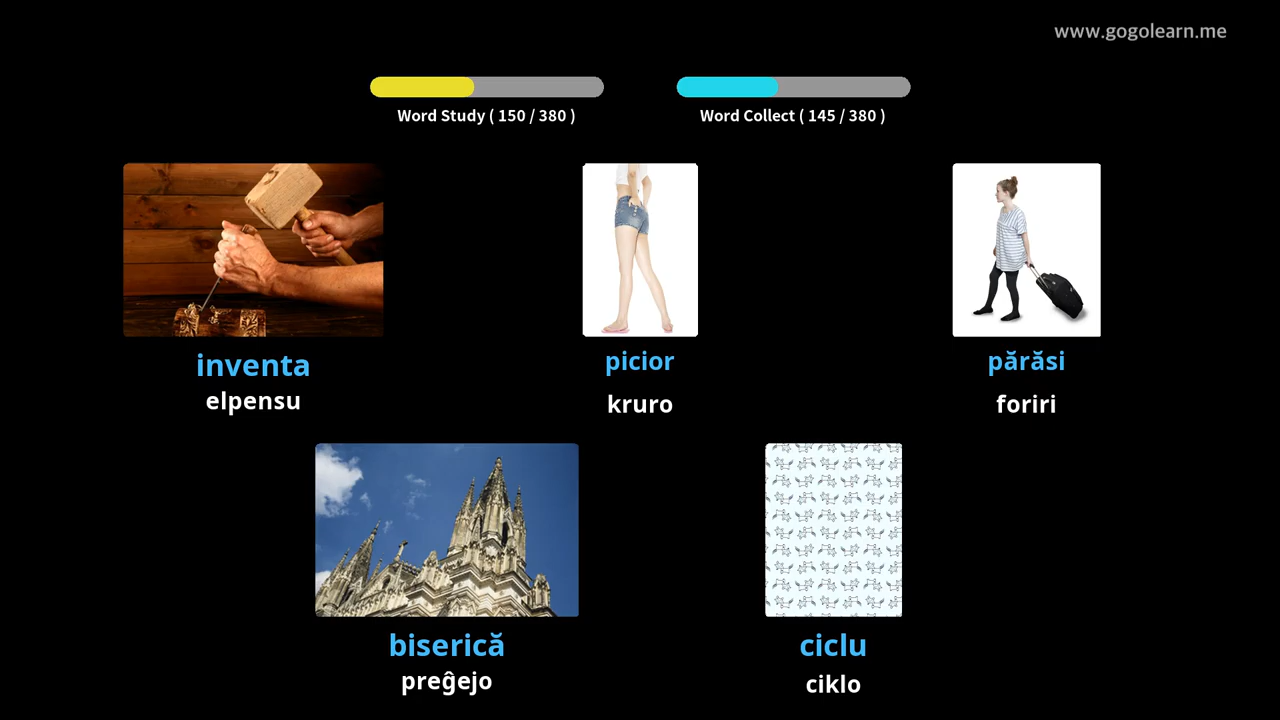 www.gogolearn.me
Word Study ( 150 / 380 )
Word Collect ( 145 / 380 )
inventa
elpensu
picior
kruro
părăsi
foriri
biserică
preĝejo
ciclu
ciklo